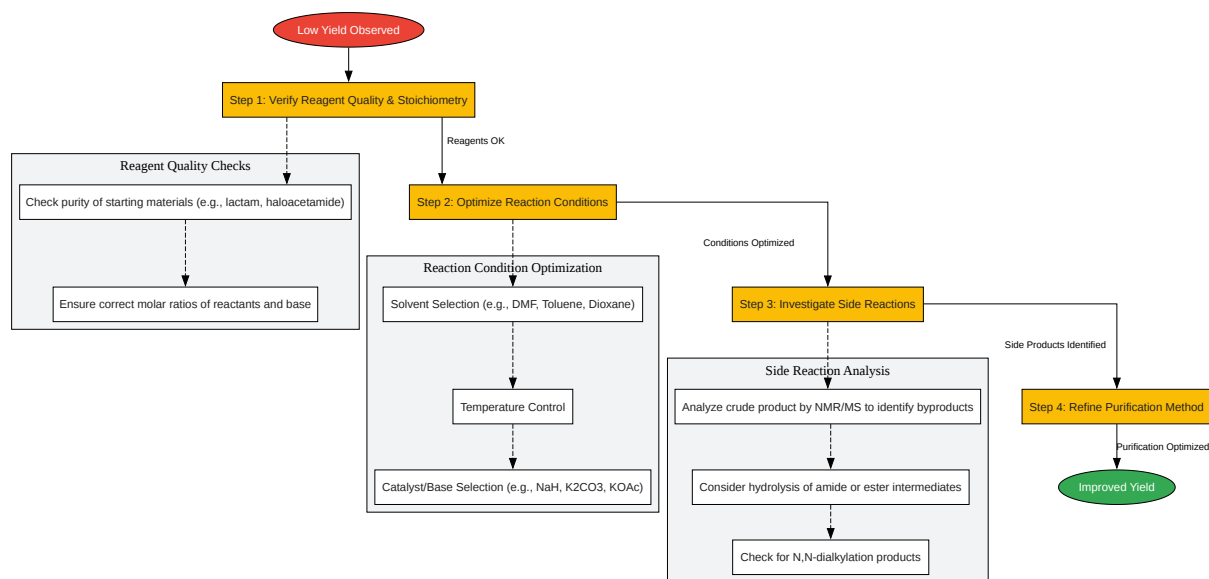 Low Yield Observed
Step 1: Verify Reagent Quality & Stoichiometry
Reagents OK
Reagent Quality Checks
Check purity of starting materials (e.g., lactam, haloacetamide)
Ensure correct molar ratios of reactants and base
Step 2: Optimize Reaction Conditions
Conditions Optimized
Reaction Condition Optimization
Solvent Selection (e.g., DMF, Toluene, Dioxane)
Temperature Control
Catalyst/Base Selection (e.g., NaH, K2CO3, KOAc)
Step 3: Investigate Side Reactions
Side Products Identified
Side Reaction Analysis
Analyze crude product by NMR/MS to identify byproducts
Consider hydrolysis of amide or ester intermediates
Check for N,N-dialkylation products
Step 4: Refine Purification Method
Purification Optimized
Improved Yield